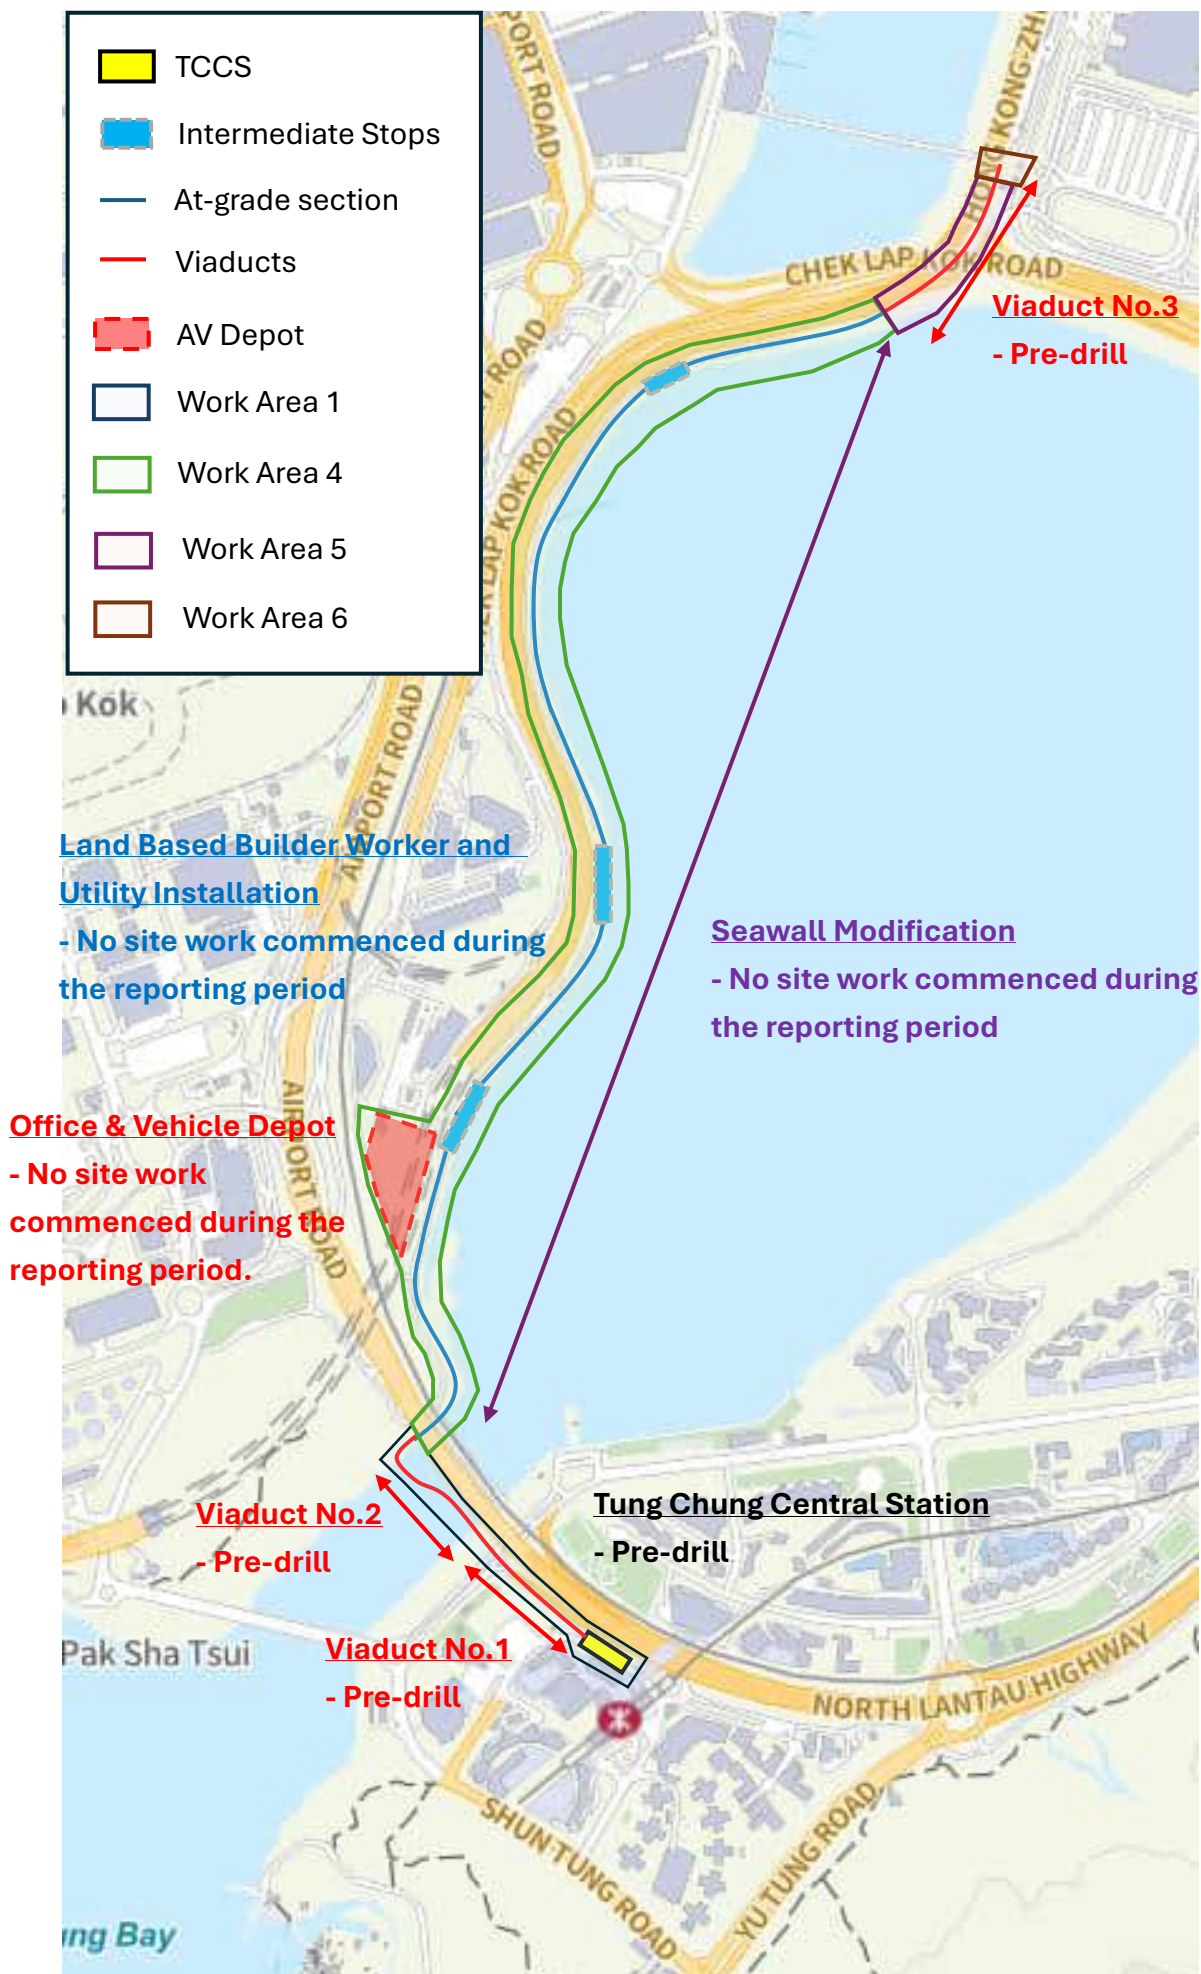 TCCS
Intermediate Stops
At-grade section
Viaducts
AV Depot
Work Area 1
Work Area 4
Work Area 5
Work Area 6
PORT ROAD
HONG KONG-ZH
CHEK LAP KOK ROAD
Viaduct No.3
- Pre-drill
ROAD
LAP KOK ROAD
Kok
AIRPORT ROAD
Land Based Builder Worker and
Utility Installation
- No site work commenced during
the reporting period
Seawall Modification
- No site work commenced during
the reporting period
AIRPORT ROAD
Office & Vehicle Depot
- No site work
commenced during the
reporting period.
Viaduct No.2
- Pre-drill
Tung Chung Central Station
- Pre-drill
Viaduct No.1
- Pre-drill
Pak Sha Tsui
NORTH LANTAU HIGHWAY
SHUN TUNG ROAD
YU TUNG ROAD
ng Bay